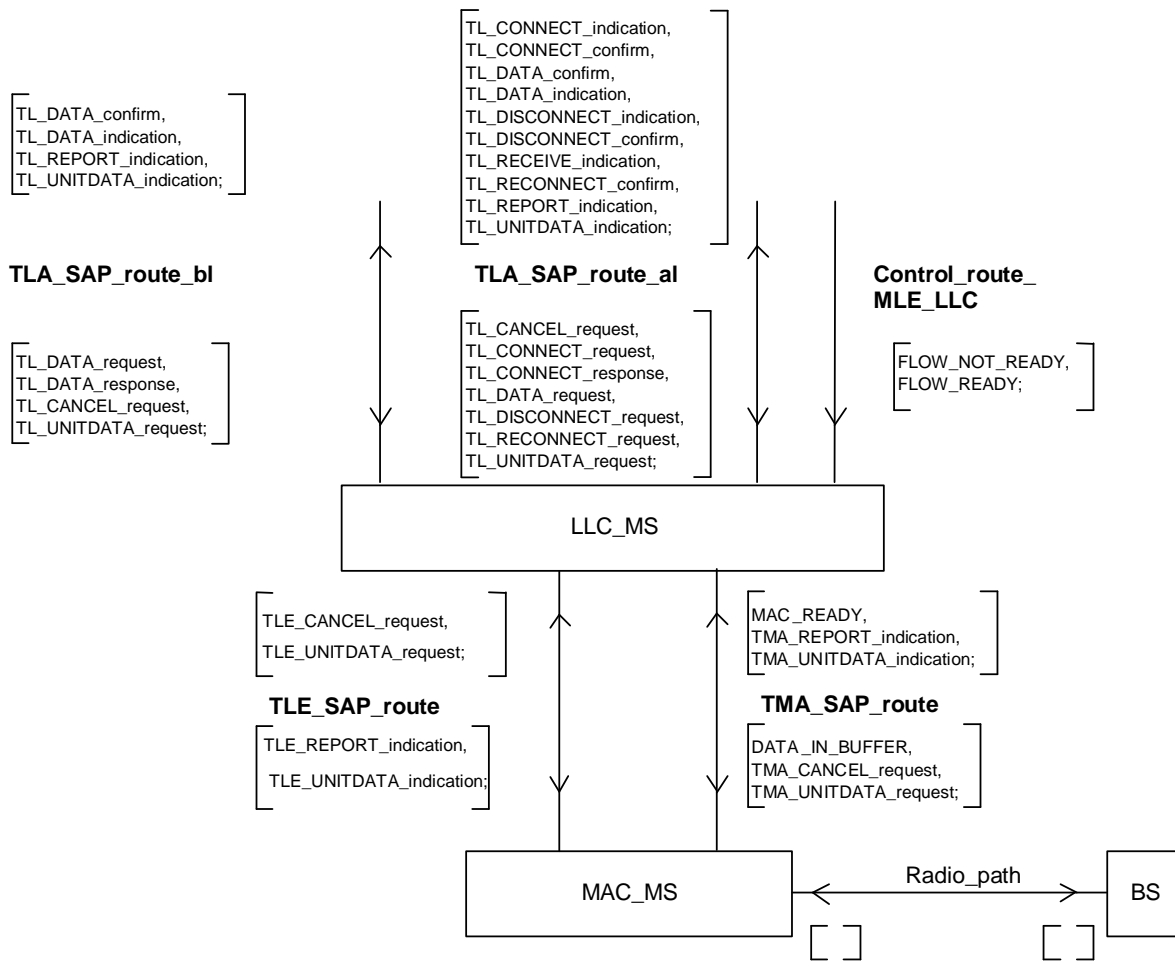 TL_CONNECT_indication,
TL_CONNECT_confirm,
TL_DATA_confirm,
TL_DATA_indication,
TL_DISCONNECT_indication,
TL_DISCONNECT_confirm,
TL_RECEIVE_indication,
TL_RECONNECT_confirm,
TL_REPORT_indication,
TL_UNITDATA_indication;
TL_DATA_confirm,
TL_DATA_indication,
TL_REPORT_indication,
TL_UNITDATA_indication;
TLA_SAP_route_bl
TLA_SAP_route_al
Control_route_
MLE_LLC
TL_DATA_request,
TL_DATA_response,
TL_CANCEL_request,
TL_UNITDATA_request;
TL_CANCEL_request,
TL_CONNECT_request,
TL_CONNECT_response,
TL_DATA_request,
TL_DISCONNECT_request,
TL_RECONNECT_request,
TL_UNITDATA_request;
FLOW_NOT_READY,
FLOW_READY;
LLC_MS
TLE_CANCEL_request,
TLE_UNITDATA_request;
MAC_READY,
TMA_REPORT_indication,
TMA_UNITDATA_indication;
TLE_SAP_route
TMA_SAP_route
TLE_REPORT_indication,
TLE_UNITDATA_indication;
DATA_IN_BUFFER,
TMA_CANCEL_request,
TMA_UNITDATA_request;
MAC_MS
Radio_path
BS